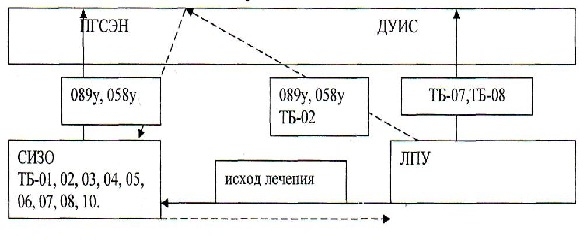 ПГСЭН ДУИС
089у, 058у
089у, 058у
ТБ-02
ТБ-07,ТБ-08
СИЗО
ТБ-01, 02, 03, 04, 05,
06, 07, 08, 10.
исход лечения
ЛПУ